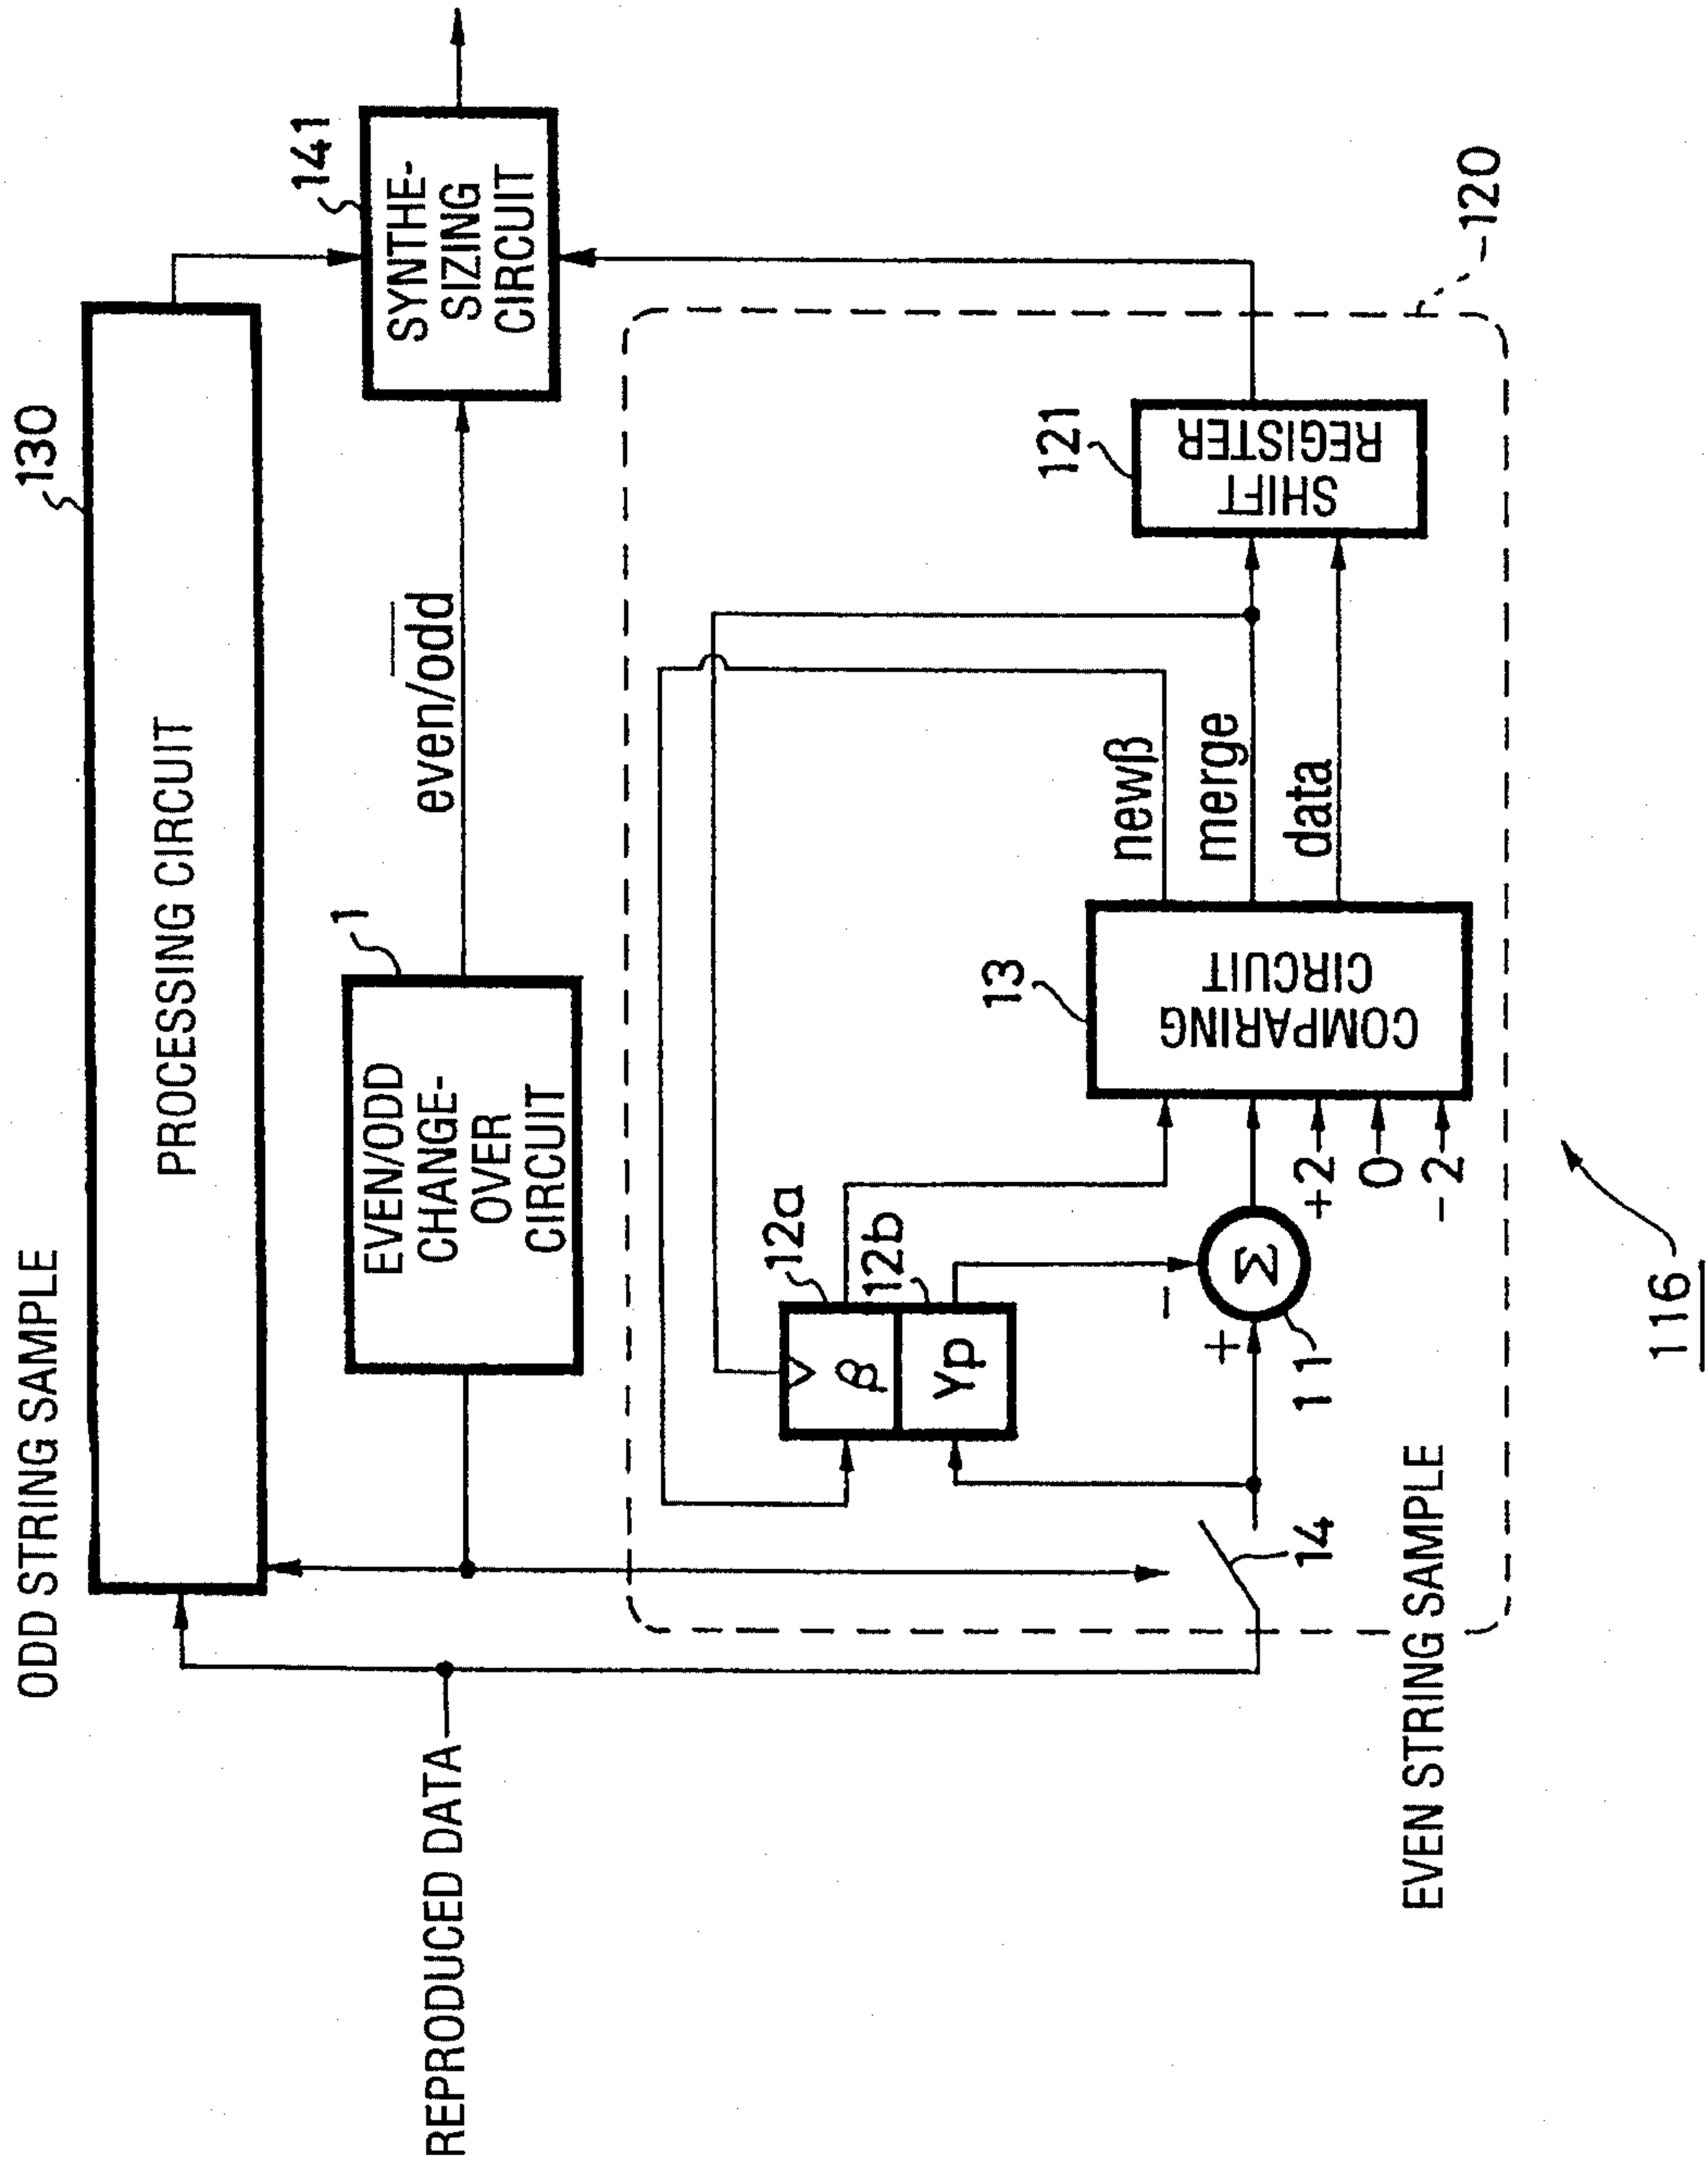 ODD STRING SAMPLE
130
PROCESSING CIRCUIT
REPRODUCED DATA
1
EVEN/ODD
CHANGE-
OVER
CIRCUIT
even/o̅d̅d̅
141
SYNTHE-
SIZING
CIRCUIT
12a
β
12b
Yp
newβ
merge
data
13
COMPARING
CIRCUIT
121
SHIFT
REGISTER
+
-
Σ
11
14
+2
0
-2
EVEN STRING SAMPLE
120
116